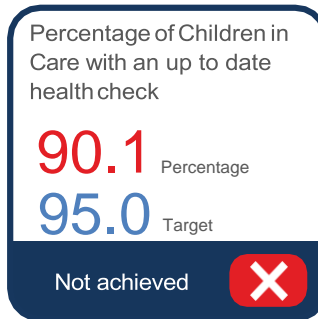 Percentage of Children in
Care with an up to date
health check
90.1 Percentage
95.0 Target
Not achieved